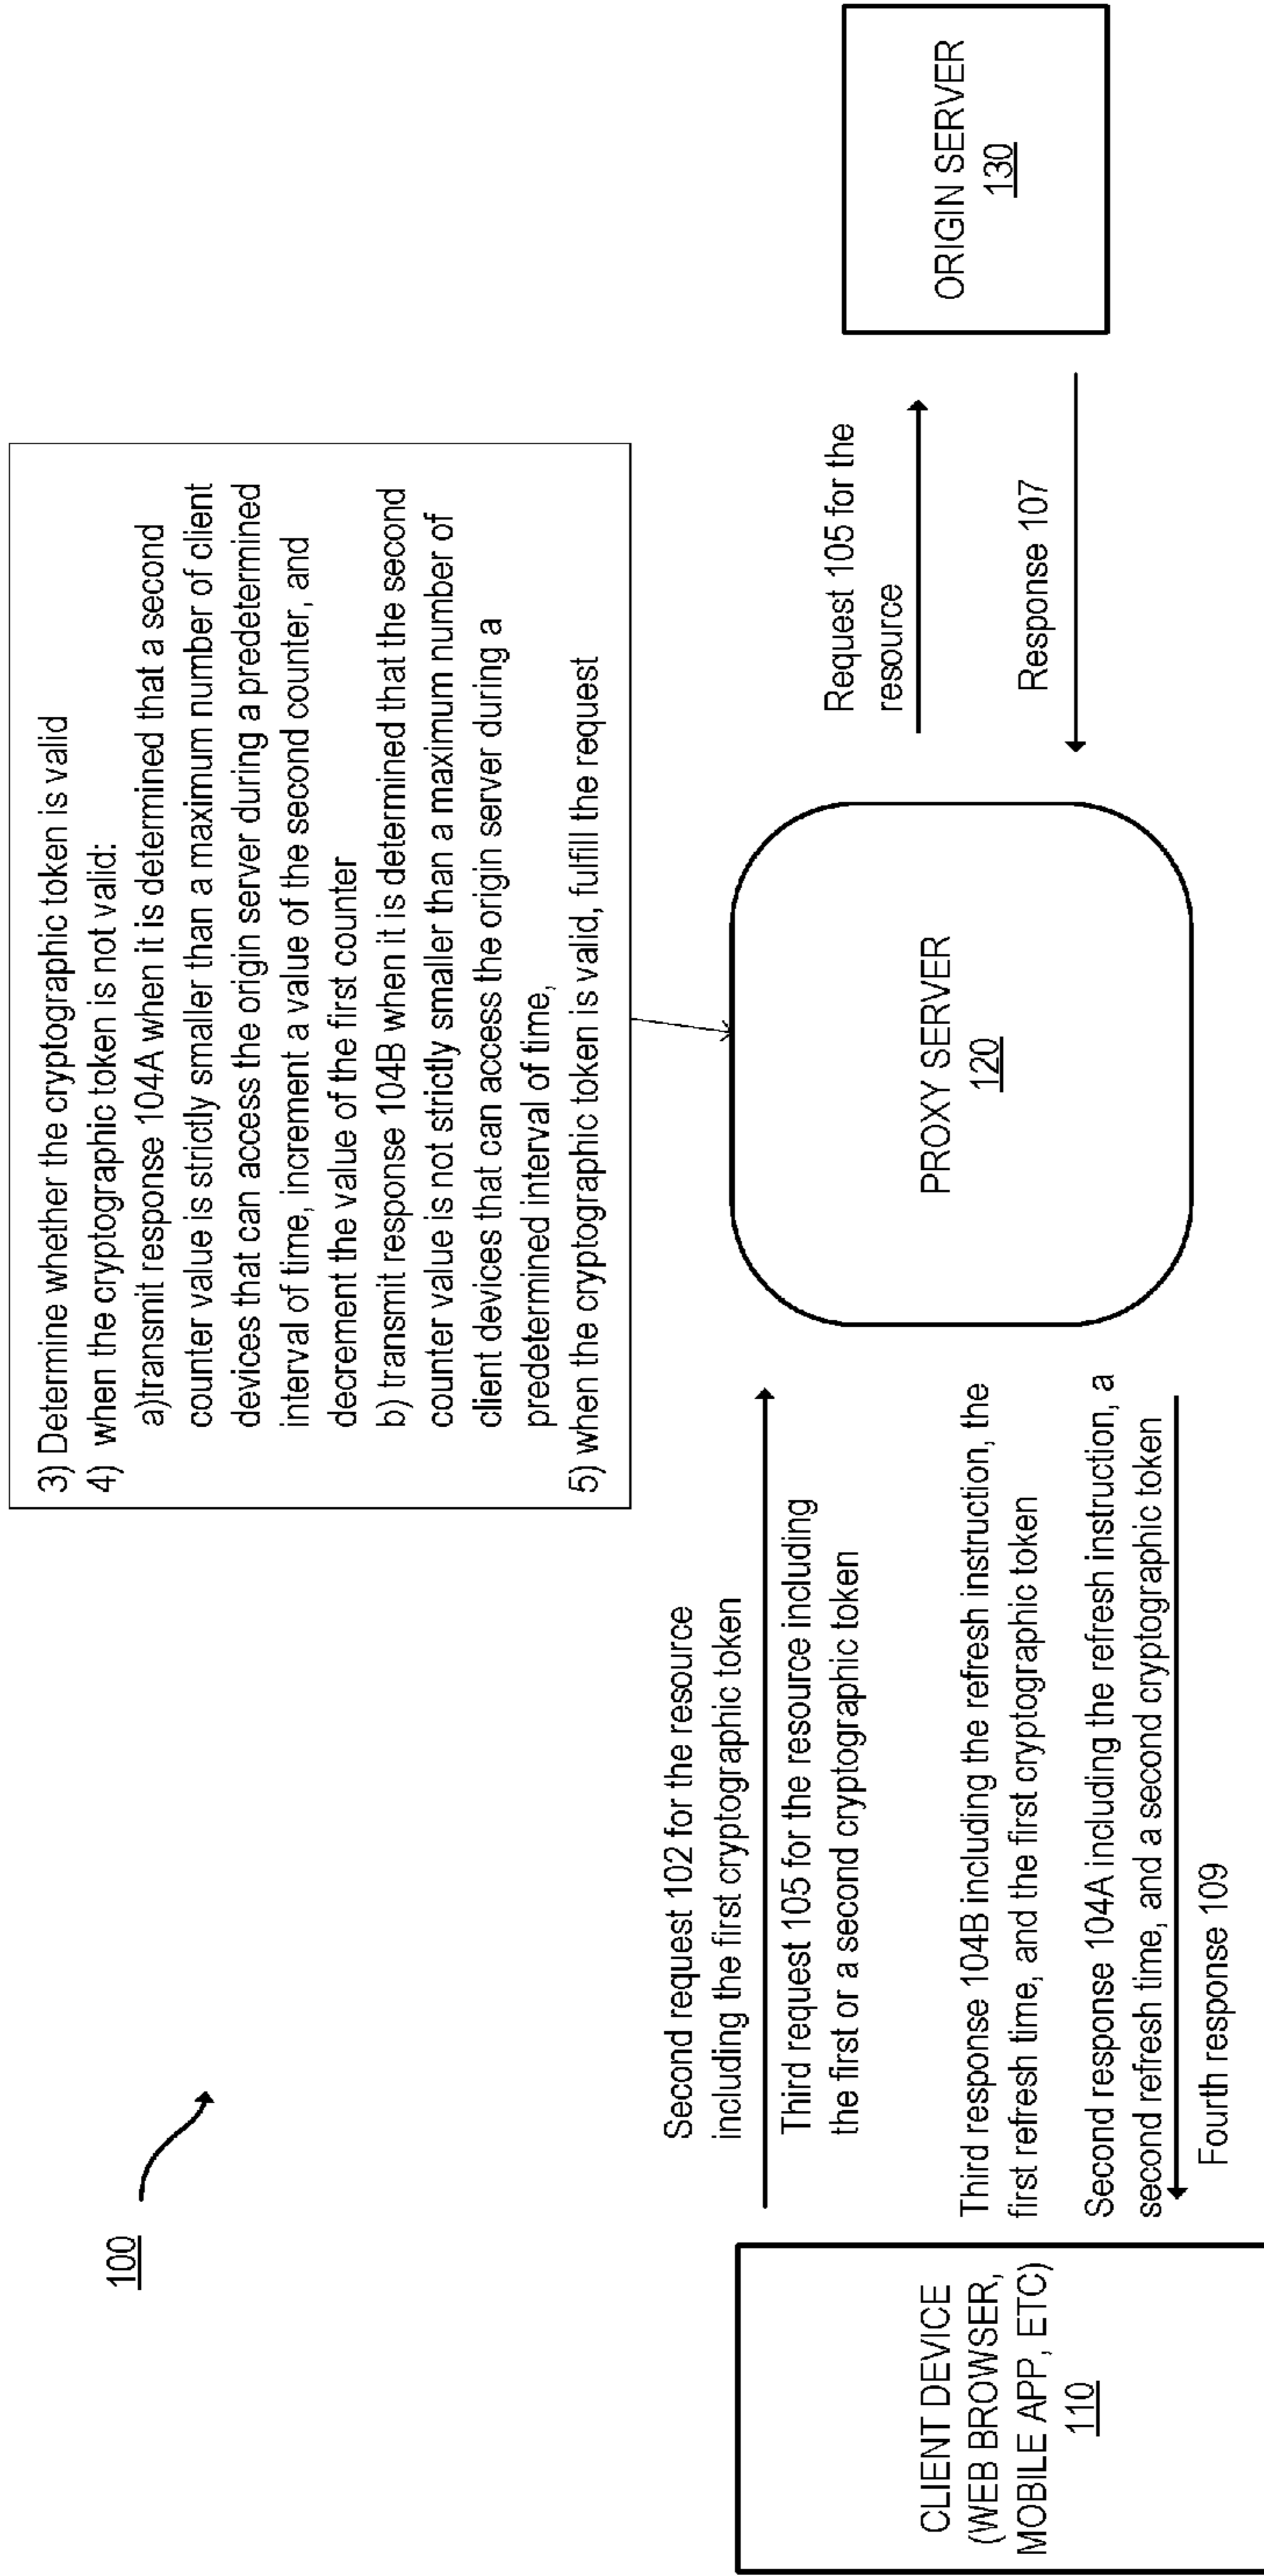 3) Determine whether the cryptographic token is valid
4) when the cryptographic token is not valid:
a)transmit response 104A when it is determined that a second
counter value is strictly smaller than a maximum number of client
devices that can access the origin server during a predetermined
interval of time, increment a value of the second counter, and
decrement the value of the first counter
b) transmit response 104B when it is determined that the second
counter value is not strictly smaller than a maximum number of
client devices that can access the origin server during a
predetermined interval of time,
5) when the cryptographic token is valid, fulfill the request
100
Second request 102 for the resource
including the first cryptographic token
Third request 105 for the resource including
the first or a second cryptographic token
Third response 104B including the refresh instruction, the
first refresh time, and the first cryptographic token
Second response 104A including the refresh instruction, a
second refresh time, and a second cryptographic token
Fourth response 109
CLIENT DEVICE
(WEB BROWSER,
MOBILE APP, ETC)
110
PROXY SERVER
120
Request 105 for the
resource
Response 107
ORIGIN SERVER
130